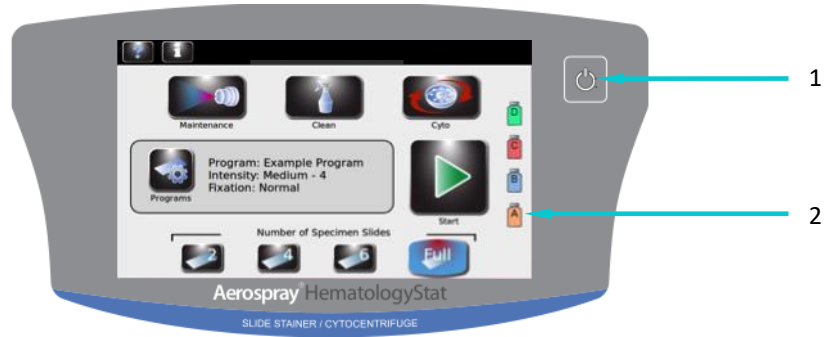 ? i
1
Maintenance Clean Cyto
D
C
B
A
2
Program: Example Program
Intensity: Medium - 4
Fixation: Normal
Programs
Start
Number of Specimen Slides
2 4 6 Full
Aerospray® HematologyStat
SLIDE STAINER / CYTOCENTRIFUGE